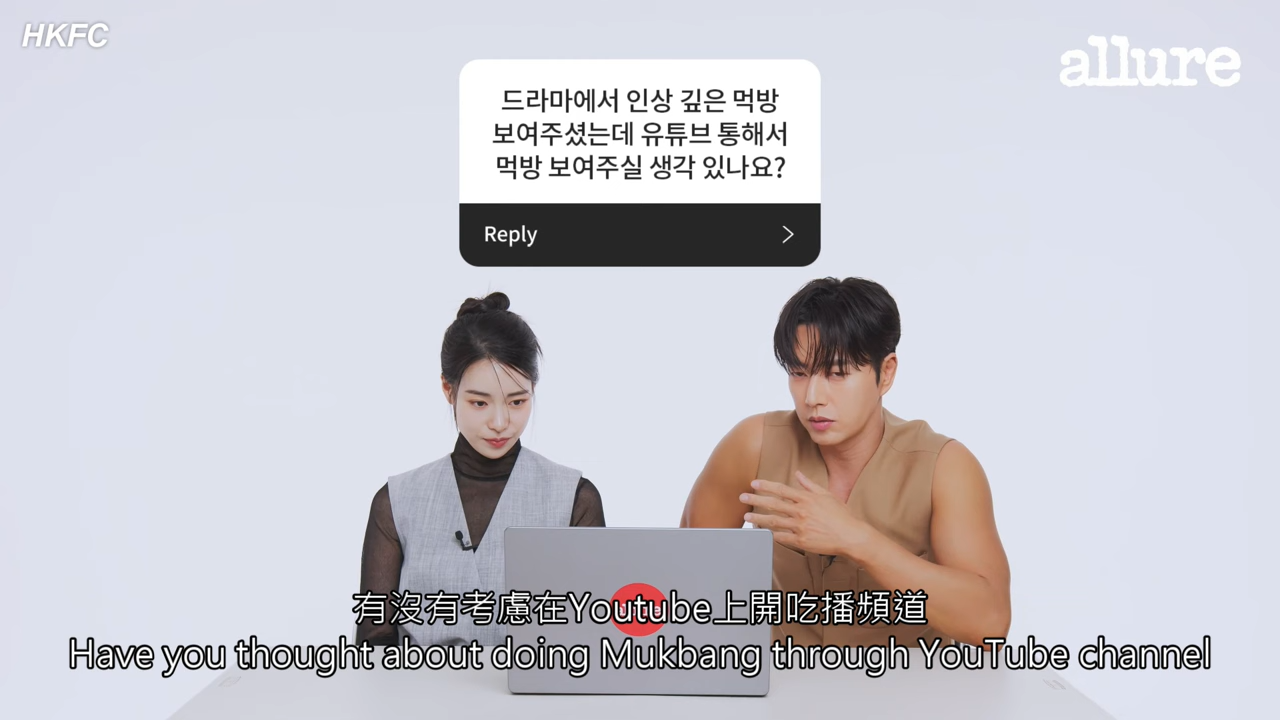 HKFC
allure
드라마에서 인상 깊은 먹방
보여주셨는데 유튜브 통해서
먹방 보여주실 생각 있나요?
Reply
有沒有考慮在Youtube上開吃播頻道
Have you thought about doing Mukbang through YouTube channel